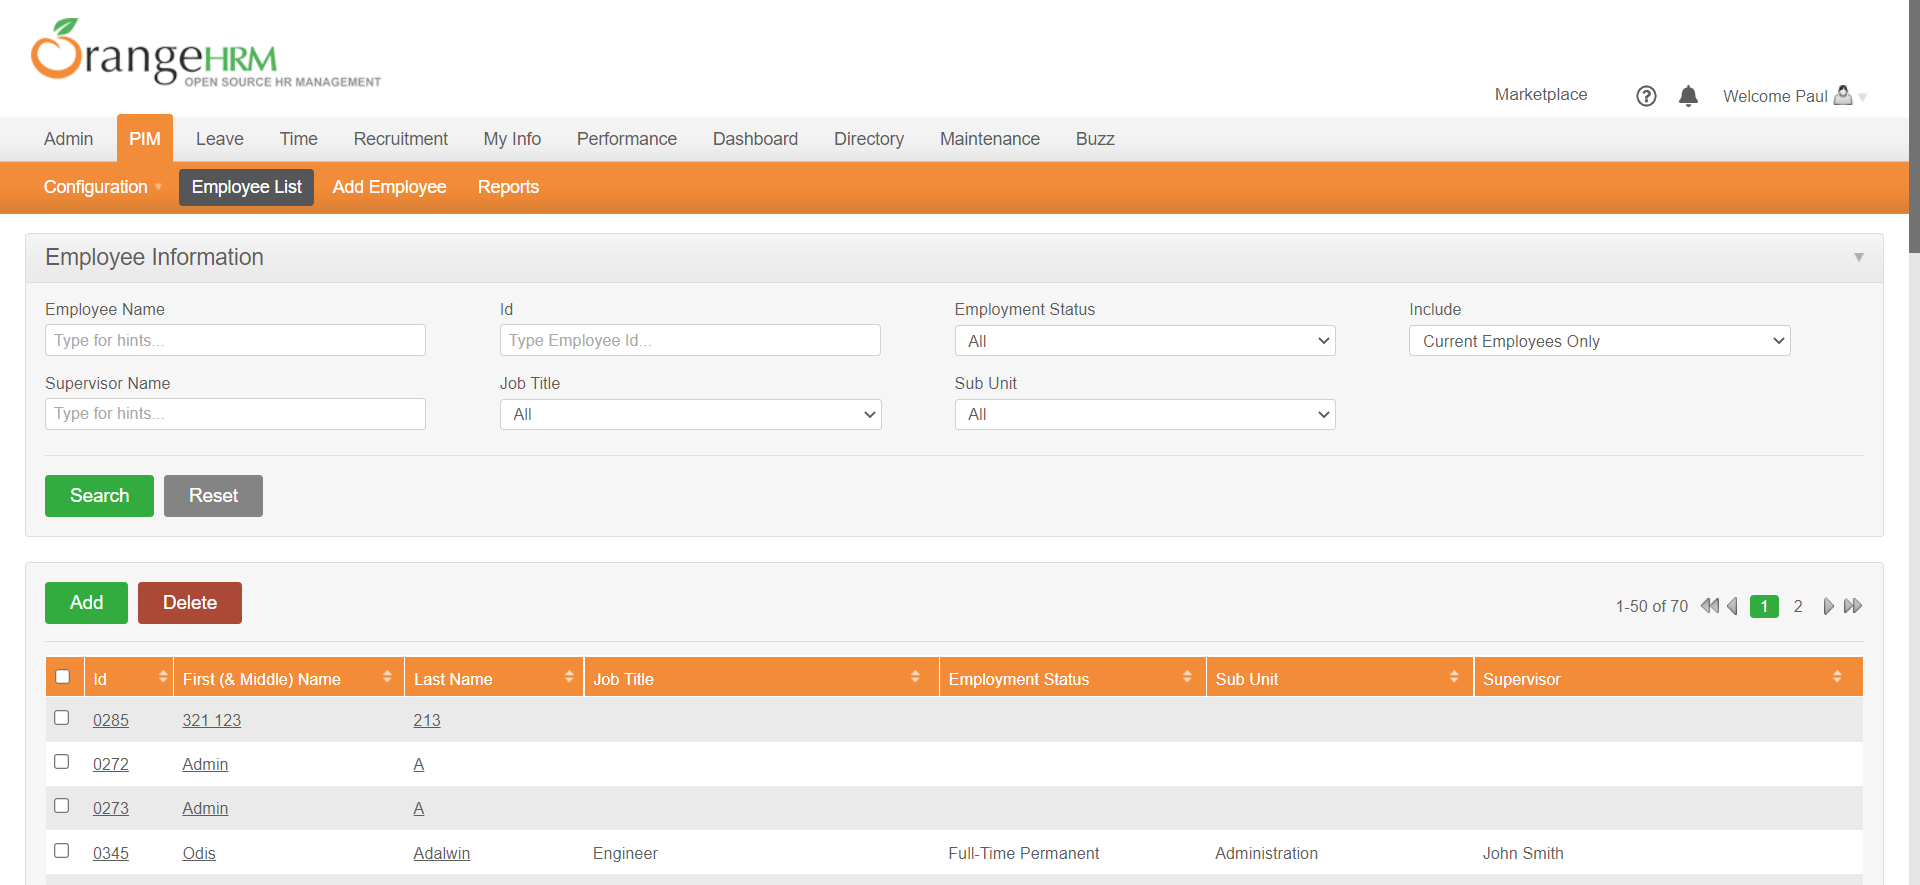 OrangeHRM
OPEN SOURCE HR MANAGEMENT
Marketplace
? Welcome Paul
Admin PIM Leave Time Recruitment My Info Performance Dashboard Directory Maintenance Buzz
Configuration Employee List Add Employee Reports
Employee Information
Employee Name Id Employment Status Include
Type for hints... Type Employee Id... All Current Employees Only
Supervisor Name Job Title Sub Unit
Type for hints... All All
Search Reset
Add Delete 1-50 of 70 1 2
Id First (& Middle) Name Last Name Job Title Employment Status Sub Unit Supervisor
0285 321 123 213
0272 Admin A
0273 Admin A
0345 Odis Adalwin Engineer Full-Time Permanent Administration John Smith